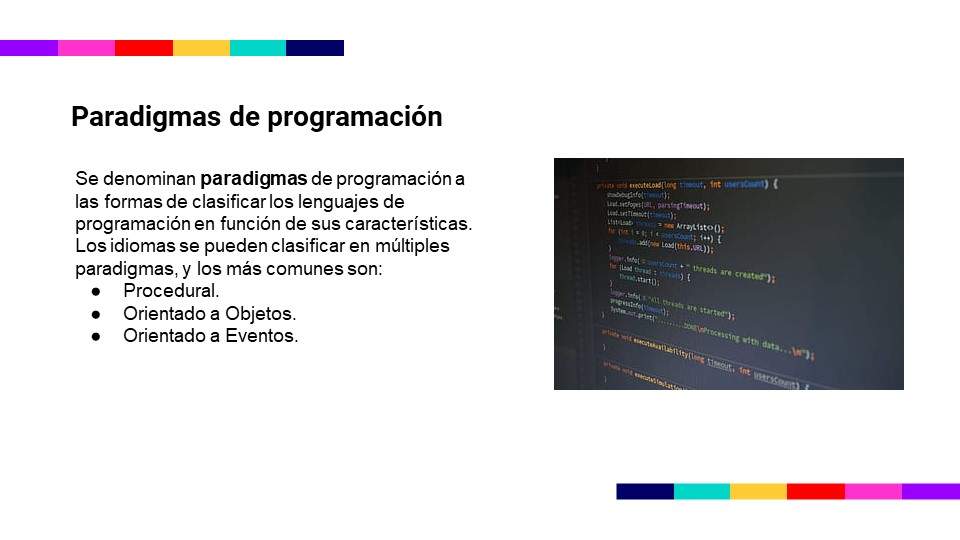 Paradigmas de programación
Se denominan paradigmas de programación a
las formas de clasificar los lenguajes de
programación en función de sus características.
Los idiomas se pueden clasificar en múltiples
paradigmas, y los más comunes son:
● Procedural.
● Orientado a Objetos.
● Orientado a Eventos.
}
private void executeLoad(long timeout, int usersCount) {
showDebugInfo(timeout);
Load.setPages(URL, parsingTimeout);
Load.setTimeout(timeout);
List<Load> threads = new ArrayList<>();
for (int i = 0; i < usersCount; i++) {
threads.add(new Load(this.URL));
}
logger.info(usersCount + " threads are created");
for (Load thread : threads) {
thread.start();
}
logger.info("All threads are started");
progressInfo(timeout);
System.out.print(".........DONE\nProcessing with data...\n");
}
private void executeAvailability(long timeout, int usersCount) {
}
private void executeSimulation